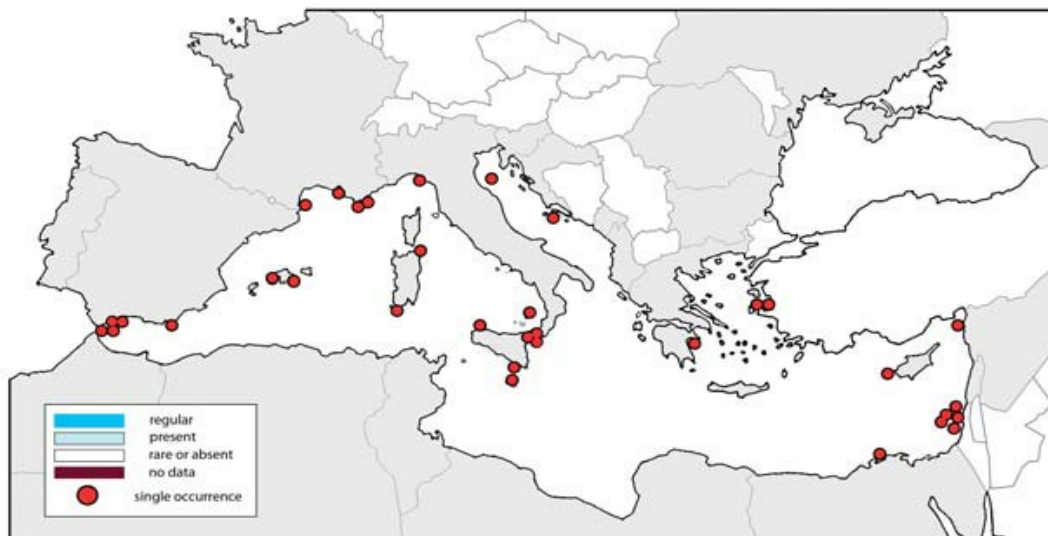 regular
present
rare or absent
no data
single occurrence